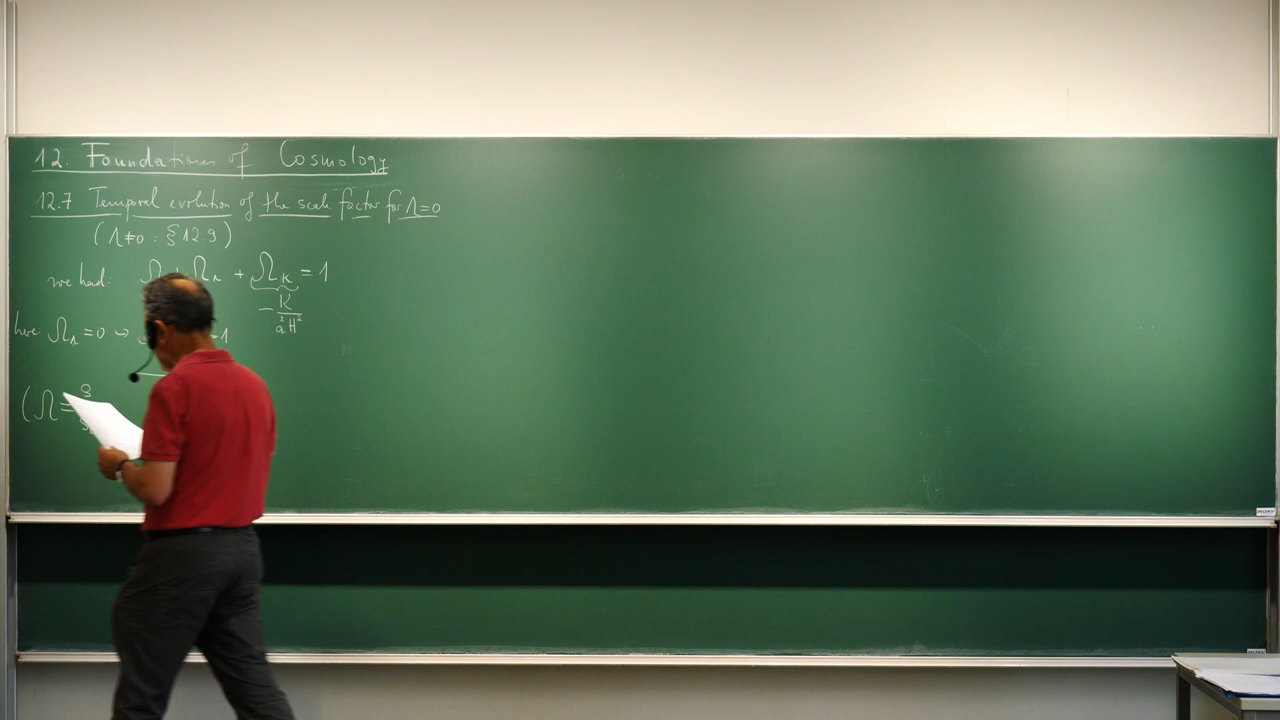 12. Foundations of Cosmology
12.7 Temporal evolution of the scale factor for Λ=0
(Λ≠0 : §12.9)
we had: Ω + Ω_Λ + Ω_K = 1
- K / a²H²
here Ω_Λ = 0 → =1
(Ω = ρ